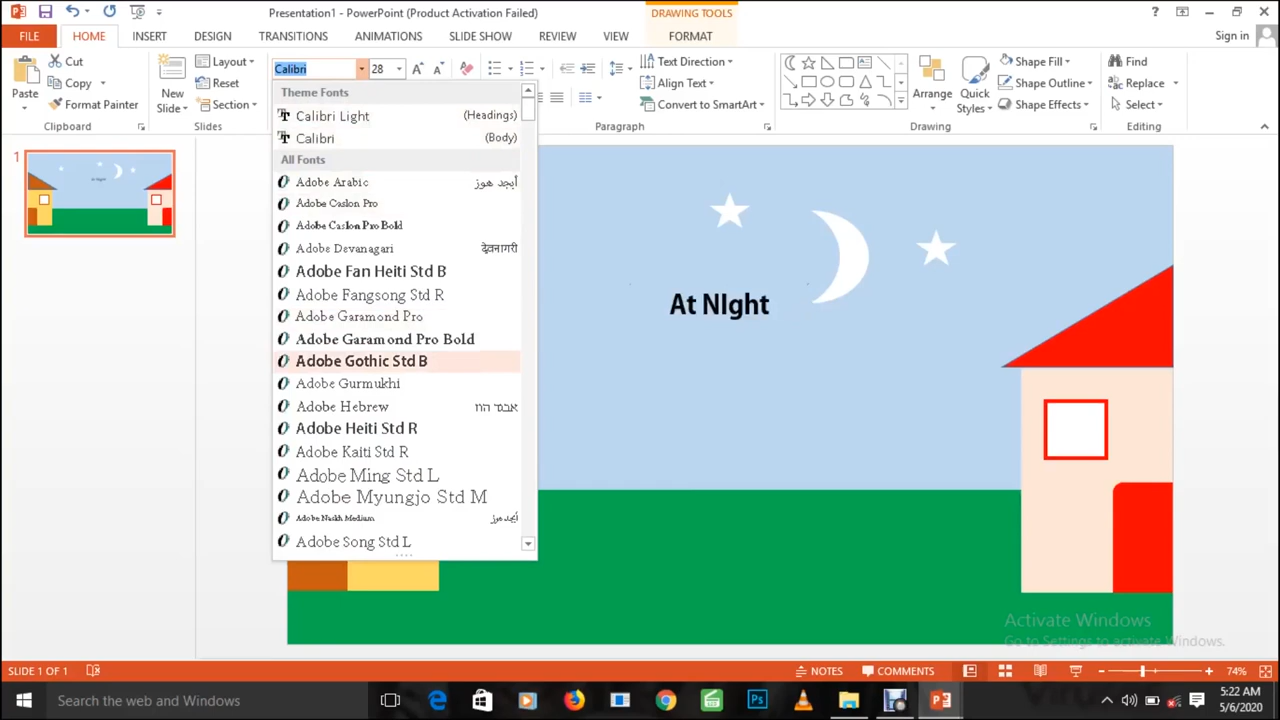 Presentation1 - PowerPoint (Product Activation Failed)
DRAWING TOOLS
FILE HOME INSERT DESIGN TRANSITIONS ANIMATIONS SLIDE SHOW REVIEW VIEW FORMAT Sign in
Paste
Cut
Copy
Format Painter
Clipboard
New Slide
Layout
Reset
Section
Slides
Calibri 28
Text Direction
Align Text
Convert to SmartArt
Paragraph
Arrange
Quick Styles
Shape Fill
Shape Outline
Shape Effects
Drawing
Find
Replace
Select
Editing
1
Theme Fonts
Calibri Light (Headings)
Calibri (Body)
All Fonts
Adobe Arabic أبجد هوز
Adobe Caslon Pro
Adobe Caslon Pro Bold
Adobe Devanagari देवनागरी
Adobe Fan Heiti Std B
Adobe Fangsong Std R
Adobe Garamond Pro
Adobe Garamond Pro Bold
Adobe Gothic Std B
Adobe Gurmukhi
Adobe Hebrew אבגד הוז
Adobe Heiti Std R
Adobe Kaiti Std R
Adobe Ming Std L
Adobe Myungjo Std M
Adobe Naskh Medium أبجد هوز
Adobe Song Std L
At NIght
Activate Windows
Go to Settings to activate Windows.
SLIDE 1 OF 1 NOTES COMMENTS 74%
Search the web and Windows
5:22 AM
5/6/2020